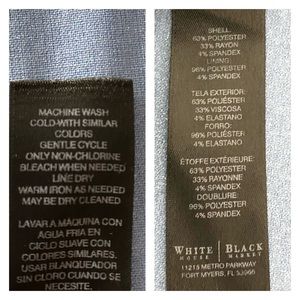 MACHINE WASH
COLD-WITH SIMILAR
COLORS
GENTLE CYCLE
ONLY NON-CHLORINE
BLEACH WHEN NEEDED
LINE DRY
WARM IRON AS NEEDED
MAY BE DRY CLEANED
LAVAR A MAQUINA CON
AGUA FRIA EN
CICLO SUAVE CON
COLORES SIMILARES.
USAR BLANQUEADOR
SIN CLORO CUANDO SE
NECESITE.
SHELL:
63% POLYESTER
33% RAYON
4% SPANDEX
LINING:
96% POLYESTER
4% SPANDEX
TELA EXTERIOR:
63% POLIÉSTER
33% VISCOSA
4% ELASTANO
FORRO:
96% POLIÉSTER
4% ELASTANO
ÉTOFFE EXTÉRIEURE:
63% POLYESTER
33% RAYONNE
4% SPANDEX
DOUBLURE:
96% POLYESTER
4% SPANDEX
WHITE | BLACK
HOUSE | MARKET
11215 METRO PARKWAY
FORT MYERS, FL 33966